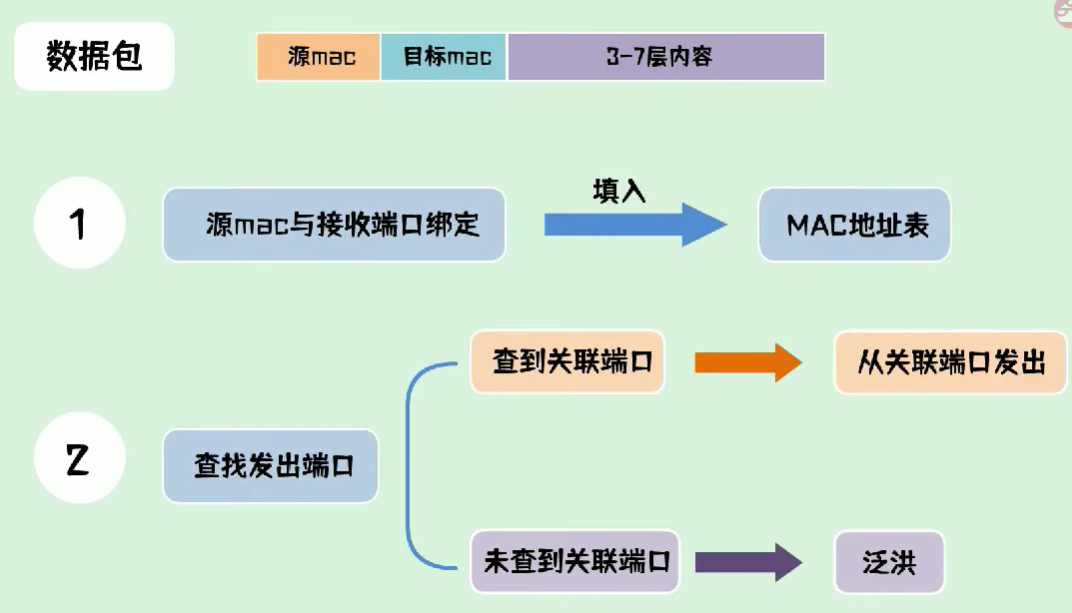 数据包
源mac 目标mac 3-7层内容
1
源mac与接收端口绑定
填入
MAC地址表
2
查找发出端口
查到关联端口
从关联端口发出
未查到关联端口
泛洪